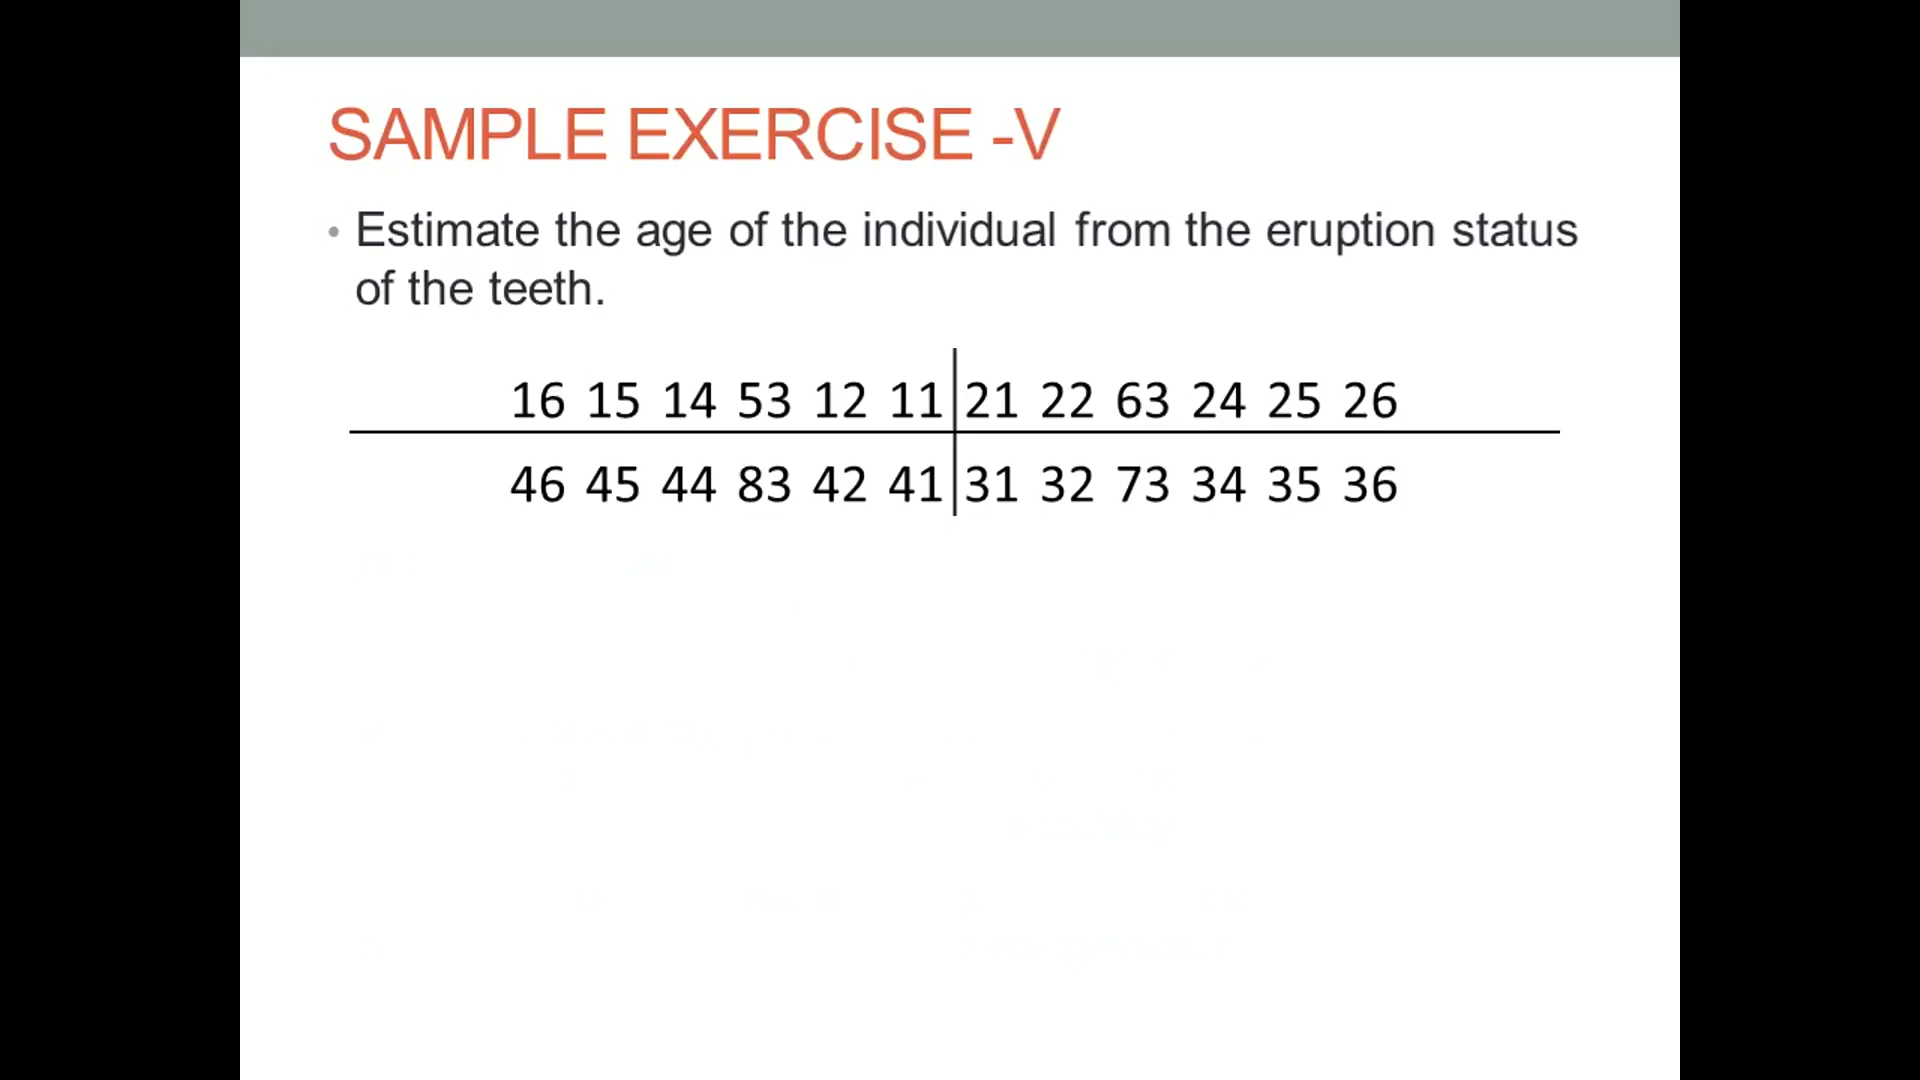 SAMPLE EXERCISE -V
• Estimate the age of the individual from the eruption status
of the teeth.
16 15 14 53 12 11 21 22 63 24 25 26
46 45 44 83 42 41 31 32 73 34 35 36